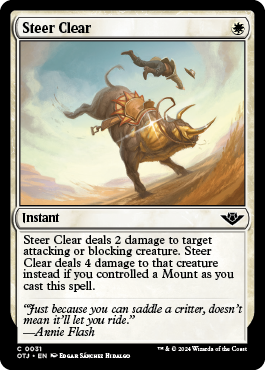 Steer Clear
Instant
Steer Clear deals 2 damage to target
attacking or blocking creature. Steer
Clear deals 4 damage to that creature
instead if you controlled a Mount as you
cast this spell.
"Just because you can saddle a critter, doesn't
mean it'll let you ride."
—Annie Flash
C 0031
OTJ • EN Edgar Sánchez Hidalgo
™ & © 2024 Wizards of the Coast